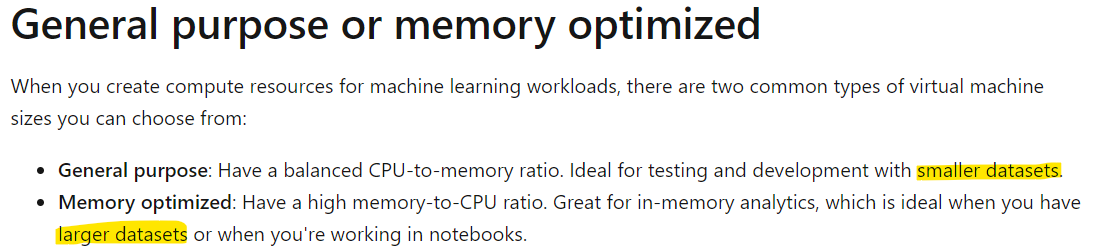 General purpose or memory optimized
When you create compute resources for machine learning workloads, there are two common types of virtual machine
sizes you can choose from:
• General purpose: Have a balanced CPU-to-memory ratio. Ideal for testing and development with smaller datasets.
• Memory optimized: Have a high memory-to-CPU ratio. Great for in-memory analytics, which is ideal when you have
larger datasets or when you're working in notebooks.